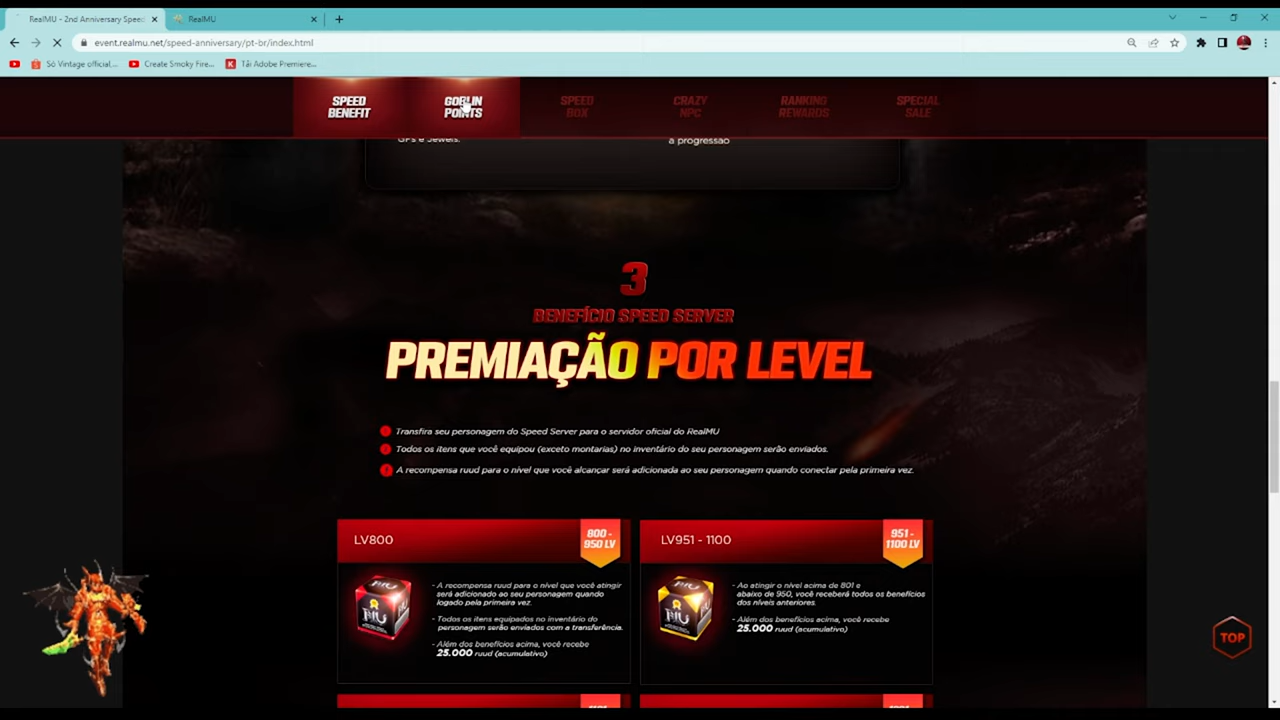 RealMU - 2nd Anniversary Speed
RealMU
event.realmu.net/speed-anniversary/pt-br/index.html
Só Vintage official,...
Create Smoky Fire...
Tải Adobe Premiere...
SPEED BENEFIT
GOBLIN POINTS
SPEED BOX
CRAZY NPC
RANKING REWARDS
SPECIAL SALE
GPs e Jewels.
a progressão
3
BENEFÍCIO SPEED SERVER
PREMIAÇÃO POR LEVEL
Transfira seu personagem do Speed Server para o servidor oficial do RealMU
Todos os itens que você equipou (exceto montarias) no inventário do seu personagem serão enviados.
A recompensa ruud para o nível que você alcançar será adicionada ao seu personagem quando conectar pela primeira vez.
LV800
800 -
950 LV
- A recompensa ruud para o nível que você atingir
será adicionado ao seu personagem quando
logado pela primeira vez.
- Todos os itens equipados no inventário do
personagem serão enviados com a transferência.
- Além dos benefícios acima, você recebe
25.000 ruud (acumulativo)
LV951 - 1100
951 -
1100 LV
- Ao atingir o nível acima de 801 e
abaixo de 950, você receberá todos os benefícios
dos níveis anteriores.
- Além dos benefícios acima, você recebe
25.000 ruud (acumulativo)
TOP